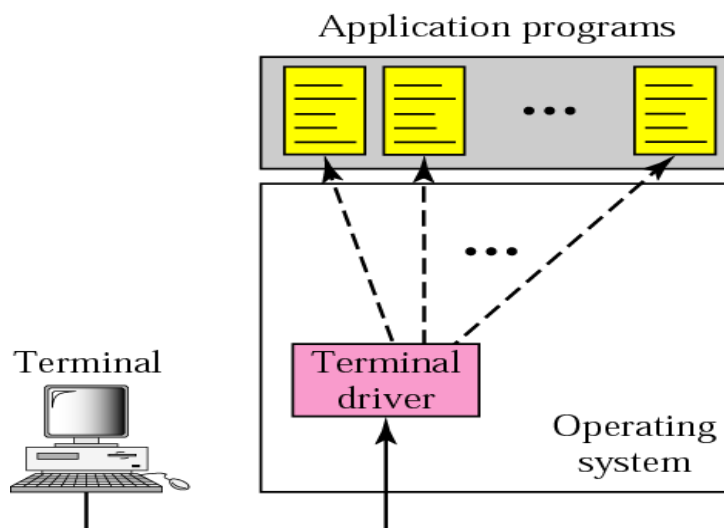 Application programs
Terminal
Terminal
driver
Operating
system